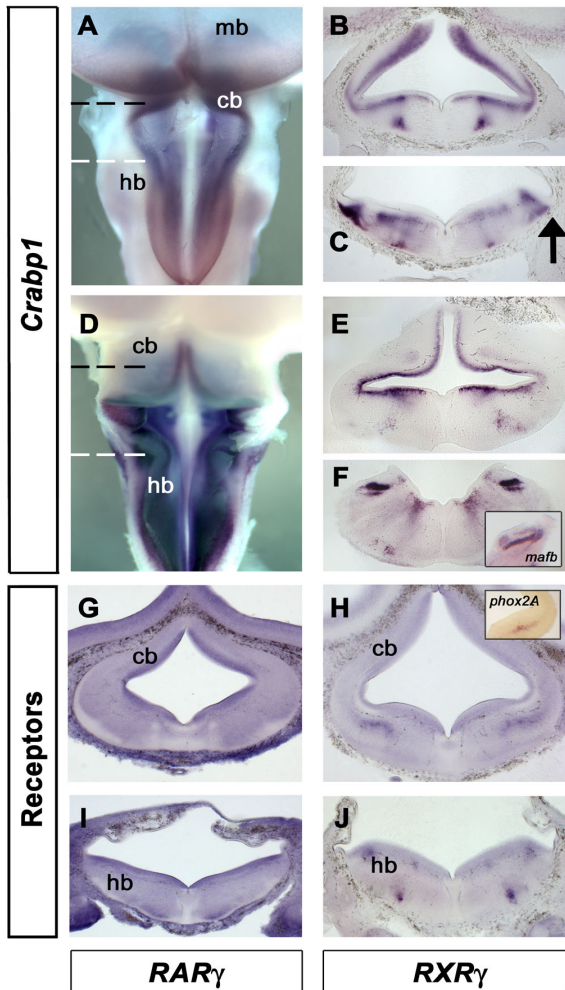 A
mb
cb
hb
B
C
Crabp1
D
cb
hb
E
F
mafb
G
cb
H
phox2A
cb
Receptors
I
hb
J
hb
RARγ
RXRγ